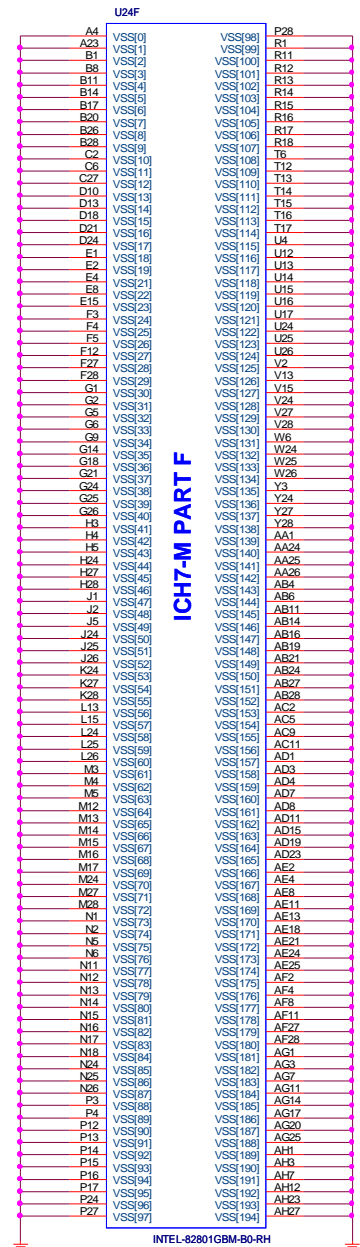 U24F
A4 VSS[0] VSS[98] P28
A23 VSS[1] VSS[99] R1
B1 VSS[2] VSS[100] R11
B8 VSS[3] VSS[101] R12
B11 VSS[4] VSS[102] R13
B14 VSS[5] VSS[103] R14
B17 VSS[6] VSS[104] R15
B20 VSS[7] VSS[105] R16
B26 VSS[8] VSS[106] R17
B28 VSS[9] VSS[107] R18
C2 VSS[10] VSS[108] T6
C6 VSS[11] VSS[109] T12
C27 VSS[12] VSS[110] T13
D10 VSS[13] VSS[111] T14
D13 VSS[14] VSS[112] T15
D18 VSS[15] VSS[113] T16
D21 VSS[16] VSS[114] T17
D24 VSS[17] VSS[115] U4
E1 VSS[18] VSS[116] U12
E2 VSS[19] VSS[117] U13
E4 VSS[21] VSS[118] U14
E8 VSS[22] VSS[119] U15
E15 VSS[23] VSS[120] U16
F3 VSS[24] VSS[121] U17
F4 VSS[25] VSS[122] U24
F5 VSS[26] VSS[123] U25
F12 VSS[27] VSS[124] U26
F27 VSS[28] VSS[125] V2
F28 VSS[29] VSS[126] V13
G1 VSS[30] VSS[127] V15
G2 VSS[31] VSS[128] V24
G5 VSS[32] VSS[129] V27
G6 VSS[33] VSS[130] V28
G9 VSS[34] VSS[131] W6
G14 VSS[35] VSS[132] W24
G18 VSS[36] VSS[133] W25
G21 VSS[37] VSS[134] W26
G24 VSS[38] VSS[135] Y3
G25 VSS[39] VSS[136] Y24
G26 VSS[40] VSS[137] Y27
H3 VSS[41] VSS[138] Y28
H4 VSS[42] VSS[139] AA1
H5 VSS[43] VSS[140] AA24
H24 VSS[44] VSS[141] AA25
H27 VSS[45] VSS[142] AA26
H28 VSS[46] VSS[143] AB4
J1 VSS[47] VSS[144] AB6
J2 VSS[48] VSS[145] AB11
J5 VSS[49] VSS[146] AB14
J24 VSS[50] VSS[147] AB16
J25 VSS[51] VSS[148] AB19
J26 VSS[52] VSS[149] AB21
K24 VSS[53] VSS[150] AB24
K27 VSS[54] VSS[151] AB27
K28 VSS[55] VSS[152] AB28
L13 VSS[56] VSS[153] AC2
L15 VSS[57] VSS[154] AC5
L24 VSS[58] VSS[155] AC9
L25 VSS[59] VSS[156] AC11
L26 VSS[60] VSS[157] AD1
M3 VSS[61] VSS[158] AD3
M4 VSS[62] VSS[159] AD4
M5 VSS[63] VSS[160] AD7
M12 VSS[64] VSS[161] AD8
M13 VSS[65] VSS[162] AD11
M14 VSS[66] VSS[163] AD15
M15 VSS[67] VSS[164] AD19
M16 VSS[68] VSS[165] AD23
M17 VSS[69] VSS[166] AE2
M24 VSS[70] VSS[167] AE4
M27 VSS[71] VSS[168] AE8
M28 VSS[72] VSS[169] AE11
N1 VSS[73] VSS[170] AE13
N2 VSS[74] VSS[171] AE18
N5 VSS[75] VSS[172] AE21
N6 VSS[76] VSS[173] AE24
N11 VSS[77] VSS[174] AE25
N12 VSS[78] VSS[175] AF2
N13 VSS[79] VSS[176] AF4
N14 VSS[80] VSS[177] AF8
N15 VSS[81] VSS[178] AF11
N16 VSS[82] VSS[179] AF27
N17 VSS[83] VSS[180] AF28
N18 VSS[84] VSS[181] AG1
N24 VSS[85] VSS[182] AG3
N25 VSS[86] VSS[183] AG7
N26 VSS[87] VSS[184] AG11
P3 VSS[88] VSS[185] AG14
P4 VSS[89] VSS[186] AG17
P12 VSS[90] VSS[187] AG20
P13 VSS[91] VSS[188] AG25
P14 VSS[92] VSS[189] AH1
P15 VSS[93] VSS[190] AH3
P16 VSS[94] VSS[191] AH7
P17 VSS[95] VSS[192] AH12
P24 VSS[96] VSS[193] AH23
P27 VSS[97] VSS[194] AH27
ICH7-M PART F
INTEL-82801GBM-B0-RH